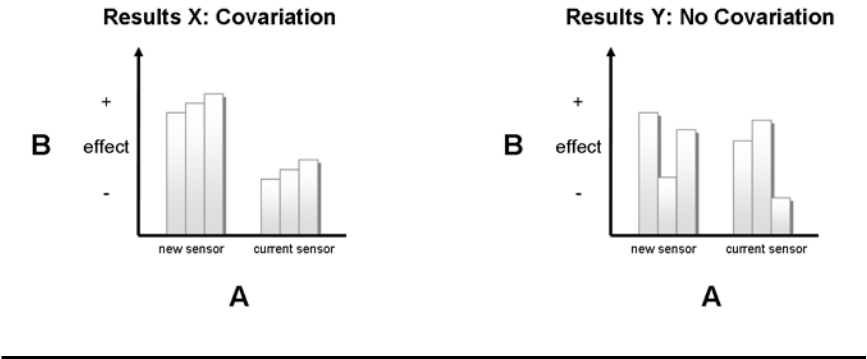 Results X: Covariation
+
B effect
-
new sensor current sensor
A
Results Y: No Covariation
+
B effect
-
new sensor current sensor
A